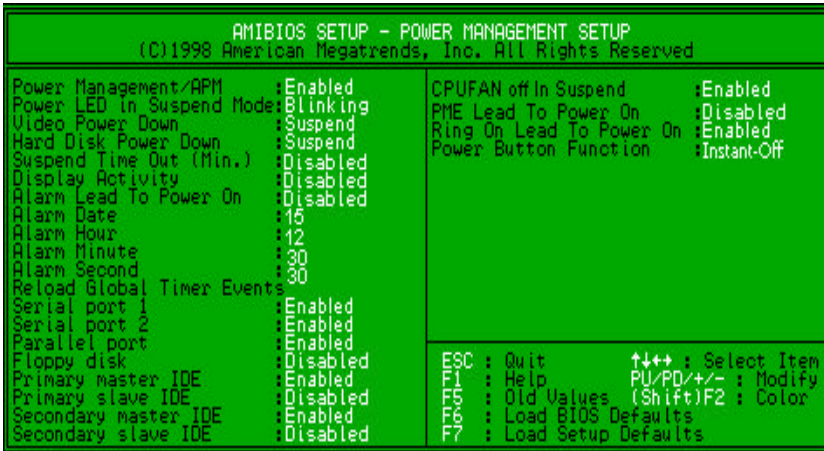 AMIBIOS SETUP - POWER MANAGEMENT SETUP
(C)1998 American Megatrends, Inc. All Rights Reserved
Power Management/APM :Enabled
Power LED in Suspend Mode:Blinking
Video Power Down :Suspend
Hard Disk Power Down :Suspend
Suspend Time Out (Min.) :Disabled
Display Activity :Disabled
Alarm Lead To Power On :Disabled
Alarm Date :15
Alarm Hour :12
Alarm Minute :30
Alarm Second :30
Reload Global Timer Events
Serial port 1 :Enabled
Serial port 2 :Enabled
Parallel port :Enabled
Floppy disk :Disabled
Primary master IDE :Enabled
Primary slave IDE :Disabled
Secondary master IDE :Enabled
Secondary slave IDE :Disabled
CPUFAN off In Suspend :Enabled
PME Lead To Power On :Disabled
Ring On Lead To Power On :Enabled
Power Button Function :Instant-Off
ESC : Quit ↑↓←→ : Select Item
F1 : Help PU/PD/+/- : Modify
F5 : Old Values (Shift)F2 : Color
F6 : Load BIOS Defaults
F7 : Load Setup Defaults